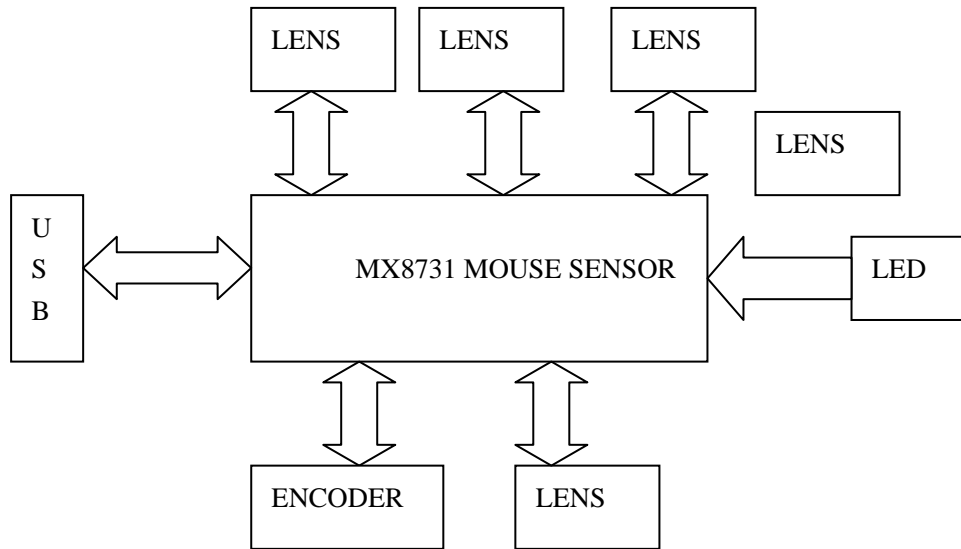 LENS
LENS
LENS
LENS
U
S
B
MX8731 MOUSE SENSOR
LED
ENCODER
LENS